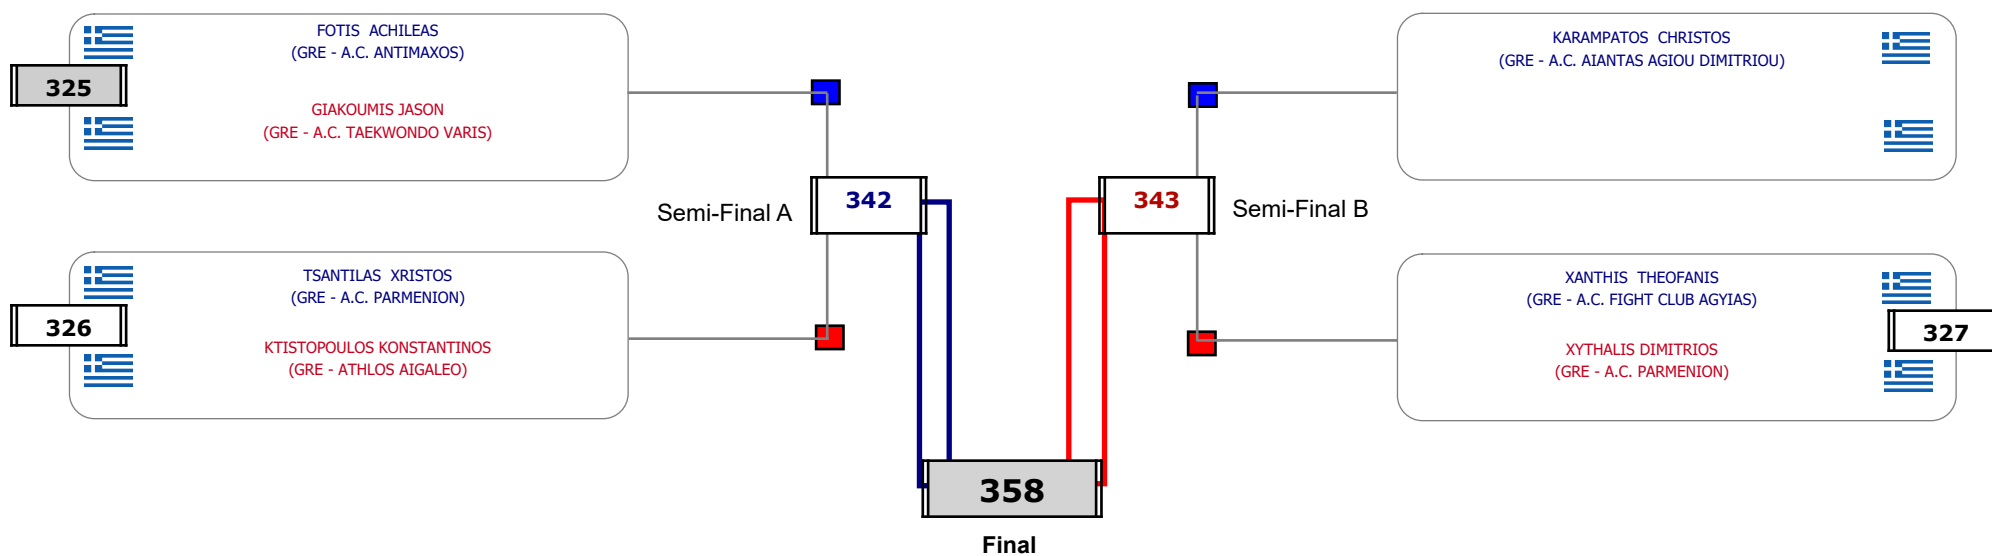 FOTIS ACHILEAS
(GRE - A.C. ANTIMAXOS)
325
GIAKOUMIS JASON
(GRE - A.C. TAEKWONDO VARIS)
KARAMPATOS CHRISTOS
(GRE - A.C. AIANTAS AGIOU DIMITRIOU)
Semi-Final A
342
343
Semi-Final B
TSANTILAS XRISTOS
(GRE - A.C. PARMENION)
326
KTISTOPOULOS KONSTANTINOS
(GRE - ATHLOS AIGALEO)
XANTHIS THEOFANIS
(GRE - A.C. FIGHT CLUB AGYIAS)
327
XYTHALIS DIMITRIOS
(GRE - A.C. PARMENION)
358
Final